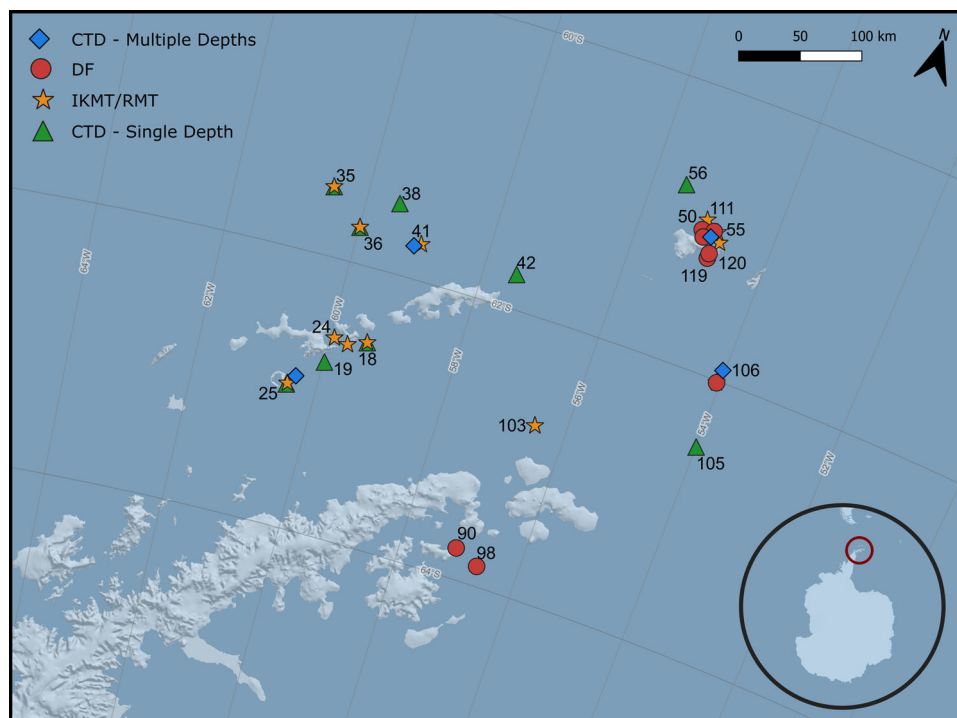 CTD - Multiple Depths
DF
IKMT/RMT
CTD - Single Depth
0 50 100 km
N
60°S
64°W
62°W
60°W
58°W
62°S
56°W
54°W
52°W
64°S
35
38
36
41
42
56
50
111
55
120
119
24
18
19
25
103
106
105
90
98